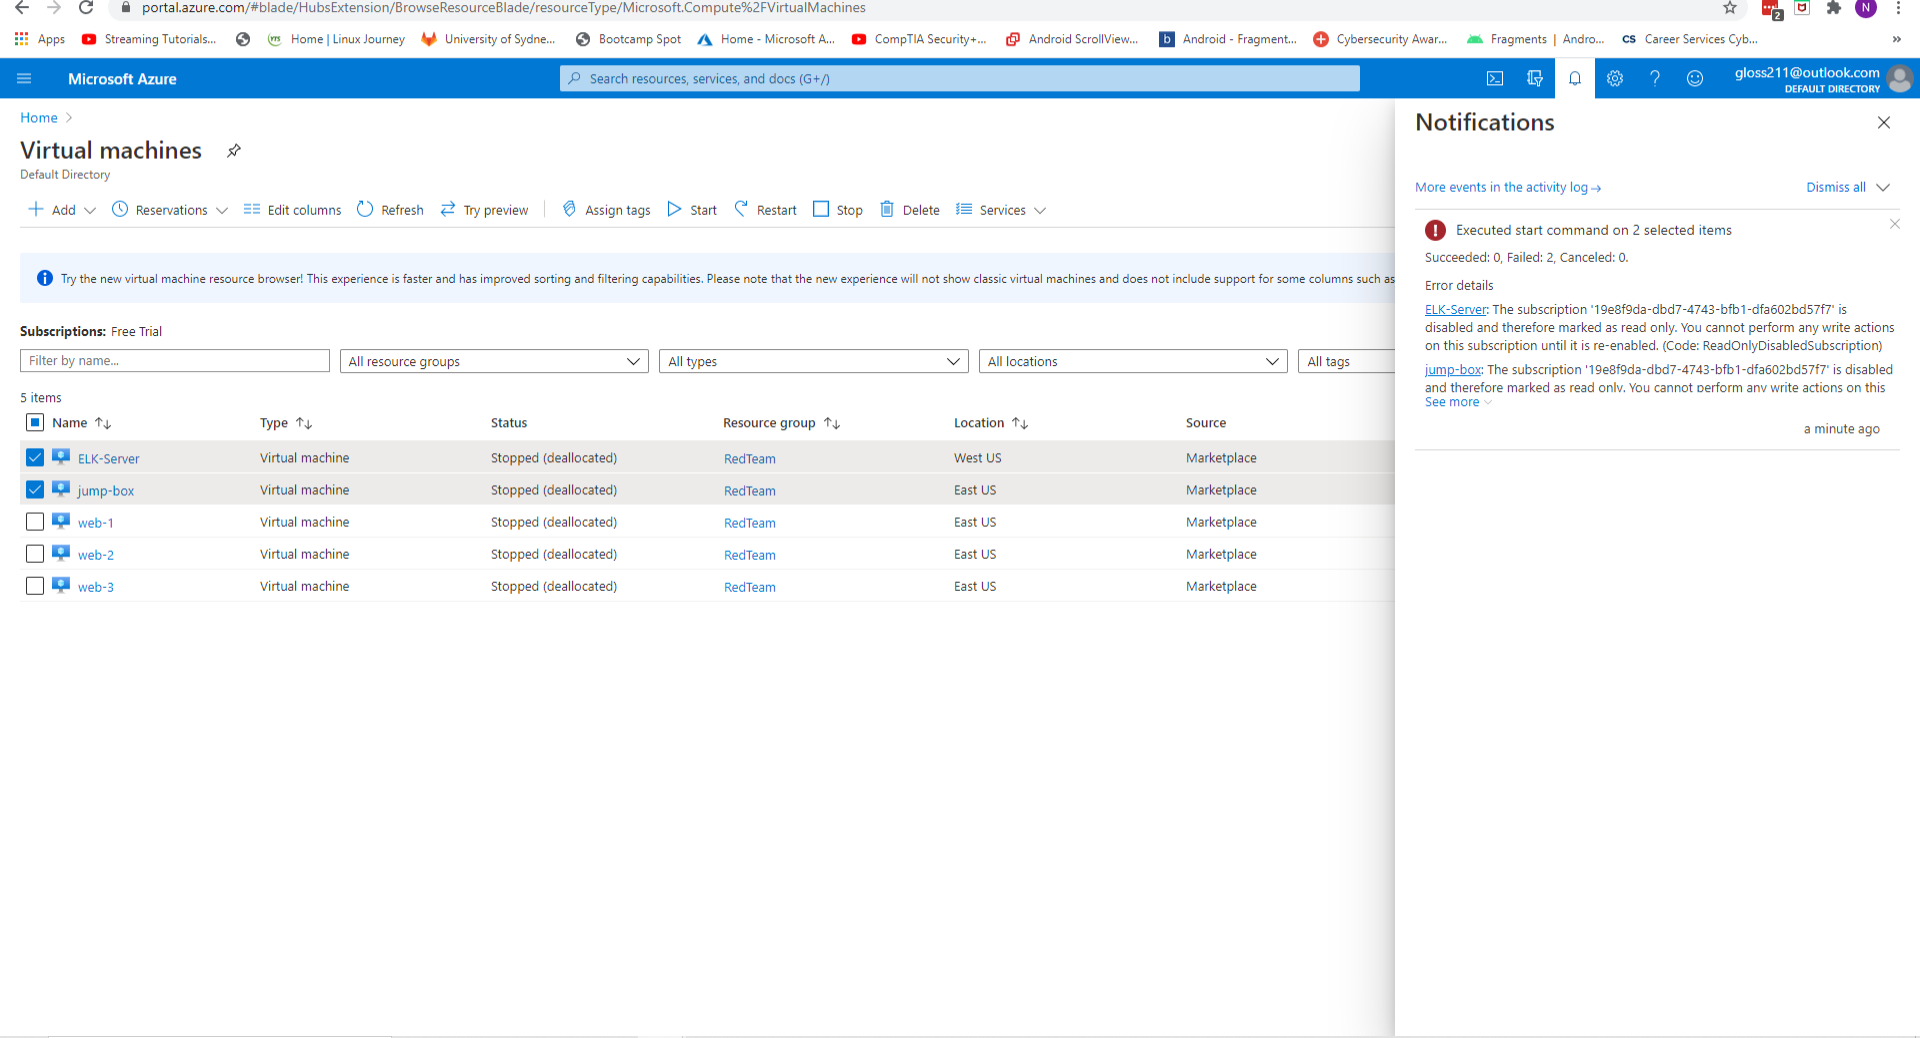 portal.azure.com/#blade/HubsExtension/BrowseResourceBlade/resourceType/Microsoft.Compute%2FVirtualMachines
2
N
Apps Streaming Tutorials... Home | Linux Journey University of Sydne... Bootcamp Spot Home - Microsoft A... CompTIA Security+... Android ScrollView... b Android - Fragment... Cybersecurity Awar... Fragments | Andro... CS Career Services Cyb... »
Microsoft Azure
Search resources, services, and docs (G+/)
gloss211@outlook.com
DEFAULT DIRECTORY
Home >
Virtual machines
Default Directory
Add Reservations Edit columns Refresh Try preview Assign tags Start Restart Stop Delete Services
Try the new virtual machine resource browser! This experience is faster and has improved sorting and filtering capabilities. Please note that the new experience will not show classic virtual machines and does not include support for some columns such as
Subscriptions: Free Trial
Filter by name... All resource groups All types All locations All tags
5 items
Name Type Status Resource group Location Source
ELK-Server Virtual machine Stopped (deallocated) RedTeam West US Marketplace
jump-box Virtual machine Stopped (deallocated) RedTeam East US Marketplace
web-1 Virtual machine Stopped (deallocated) RedTeam East US Marketplace
web-2 Virtual machine Stopped (deallocated) RedTeam East US Marketplace
web-3 Virtual machine Stopped (deallocated) RedTeam East US Marketplace
Notifications
More events in the activity log → Dismiss all
Executed start command on 2 selected items
Succeeded: 0, Failed: 2, Canceled: 0.
Error details
ELK-Server: The subscription '19e8f9da-dbd7-4743-bfb1-dfa602bd57f7' is
disabled and therefore marked as read only. You cannot perform any write actions
on this subscription until it is re-enabled. (Code: ReadOnlyDisabledSubscription)
jump-box: The subscription '19e8f9da-dbd7-4743-bfb1-dfa602bd57f7' is disabled
and therefore marked as read only. You cannot perform any write actions on this
See more
a minute ago